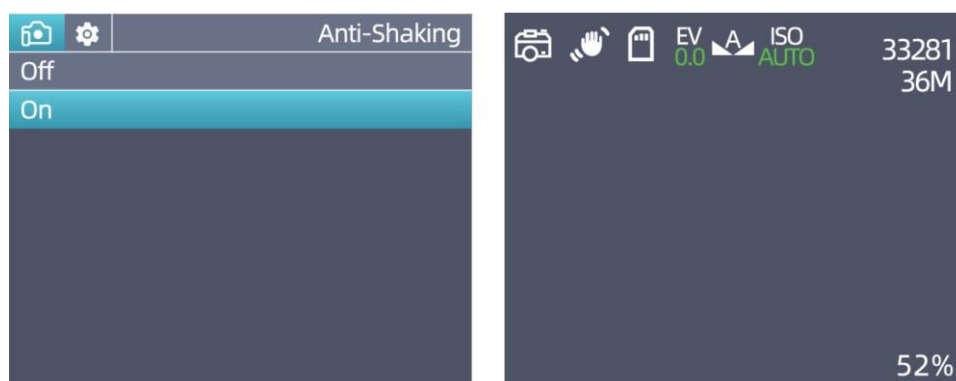 Anti-Shaking
Off
On
EV
0.0
A
ISO
AUTO
33281
36M
52%